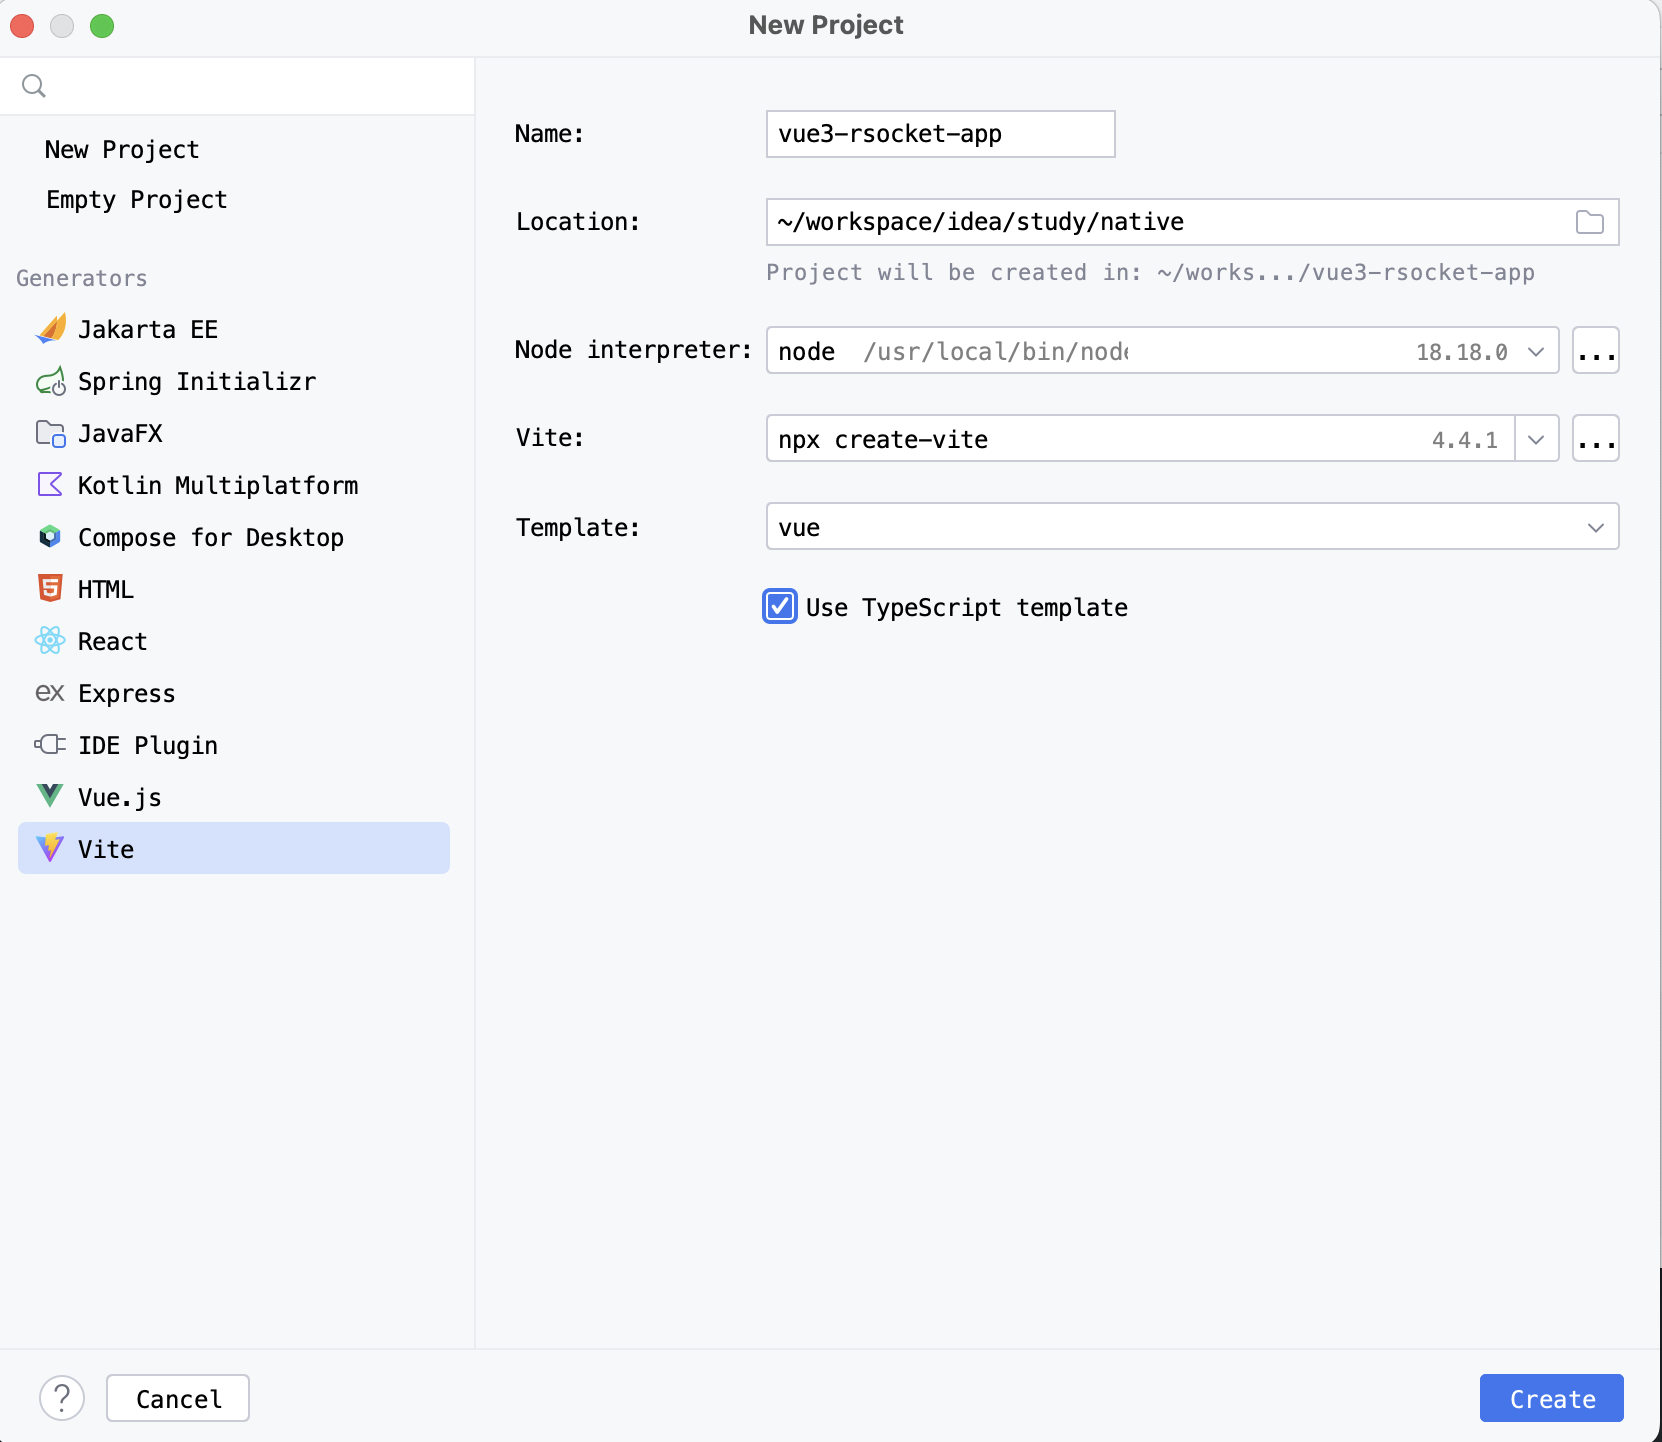 New Project
New Project
Empty Project
Generators
Jakarta EE
Spring Initializr
JavaFX
Kotlin Multiplatform
Compose for Desktop
HTML
React
ex Express
IDE Plugin
Vue.js
Vite
Name: vue3-rsocket-app
Location: ~/workspace/idea/study/native
Project will be created in: ~/works.../vue3-rsocket-app
Node interpreter: node /usr/local/bin/node 18.18.0 ...
Vite: npx create-vite 4.4.1 ...
Template: vue
Use TypeScript template
? Cancel Create